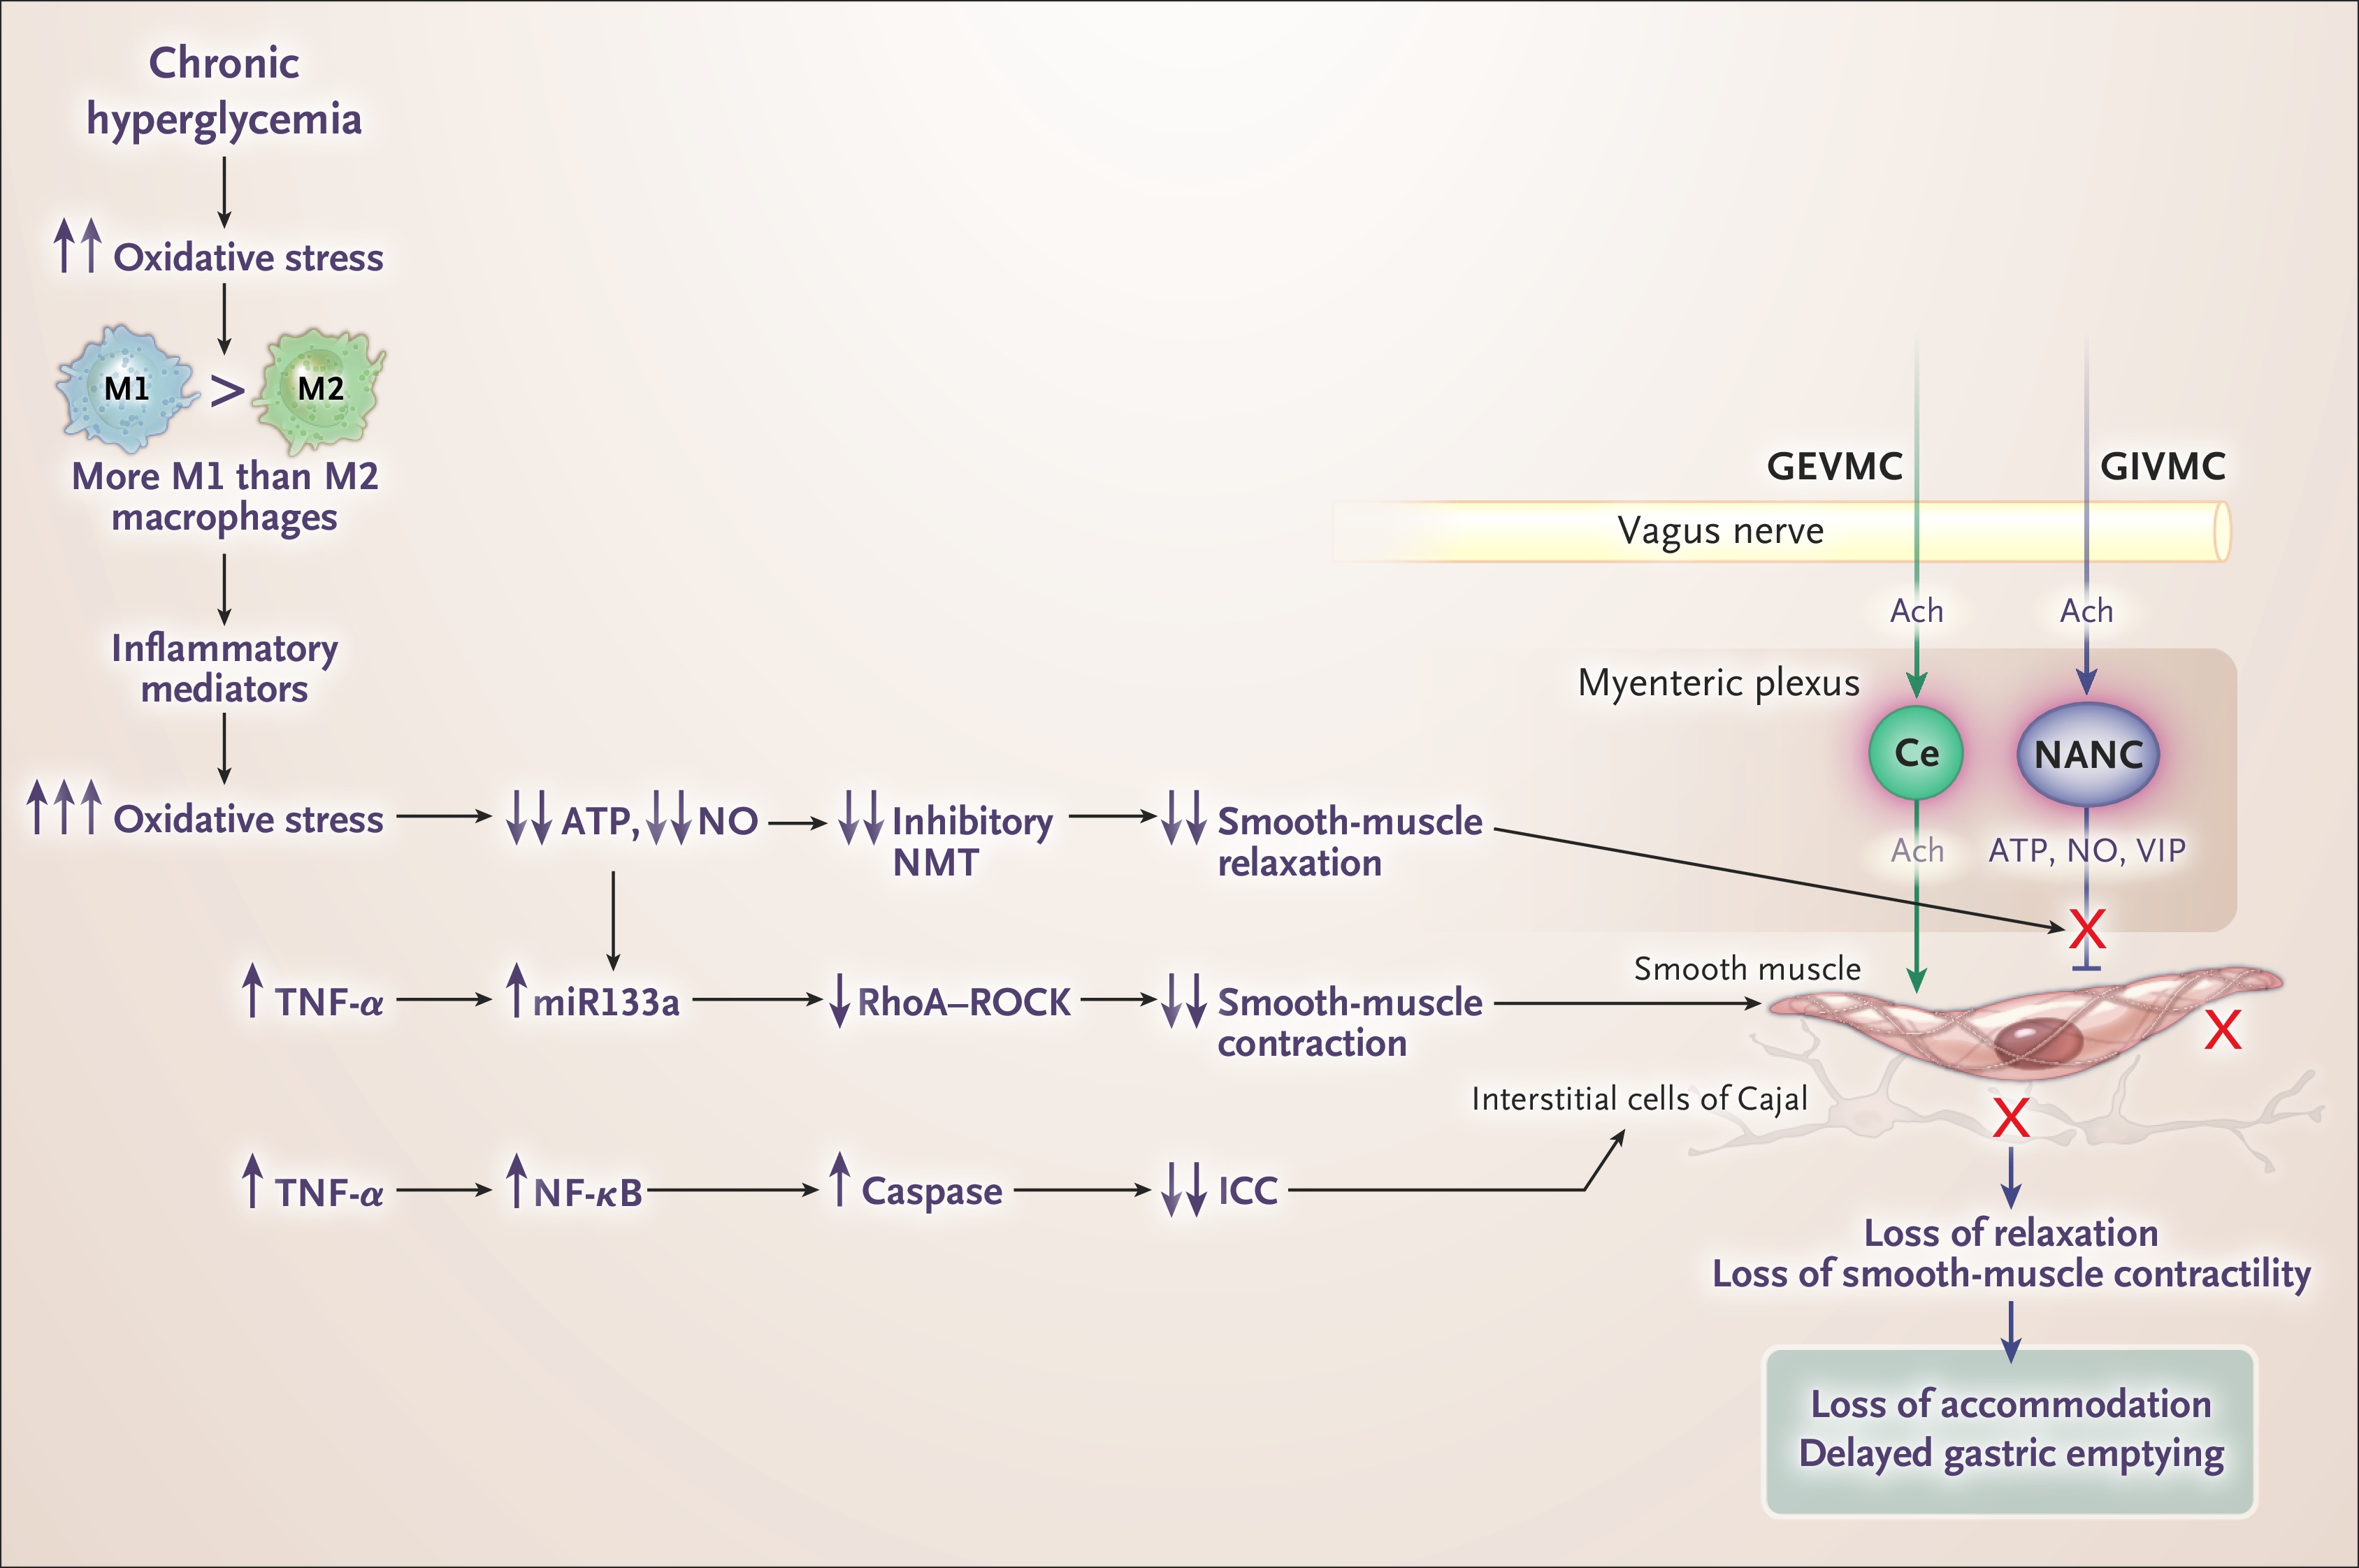 Chronic
hyperglycemia
↑↑ Oxidative stress
M1 > M2
More M1 than M2
macrophages
Inflammatory
mediators
↑↑↑ Oxidative stress
↓↓ ATP, ↓↓ NO
↓↓ Inhibitory
NMT
↓↓ Smooth-muscle
relaxation
↑ TNF-α
↑ miR133a
↓ RhoA–ROCK
↓↓ Smooth-muscle
contraction
↑ TNF-α
↑ NF-κB
↑ Caspase
↓↓ ICC
GEVMC
GIVMC
Vagus nerve
Ach
Ach
Myenteric plexus
Ce
NANC
Ach
ATP, NO, VIP
X
Smooth muscle
X
Interstitial cells of Cajal
X
Loss of relaxation
Loss of smooth-muscle contractility
Loss of accommodation
Delayed gastric emptying